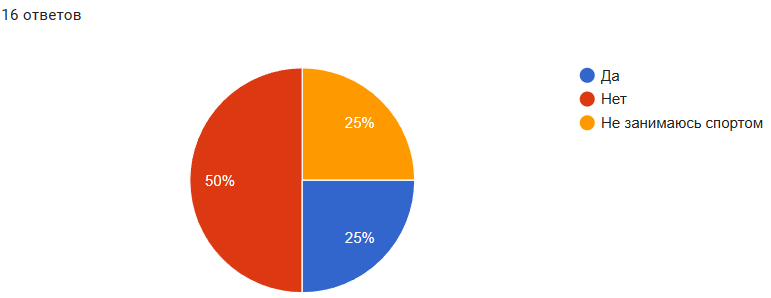 16 ответов
Да
Нет
Не занимаюсь спортом
25%
50%
25%